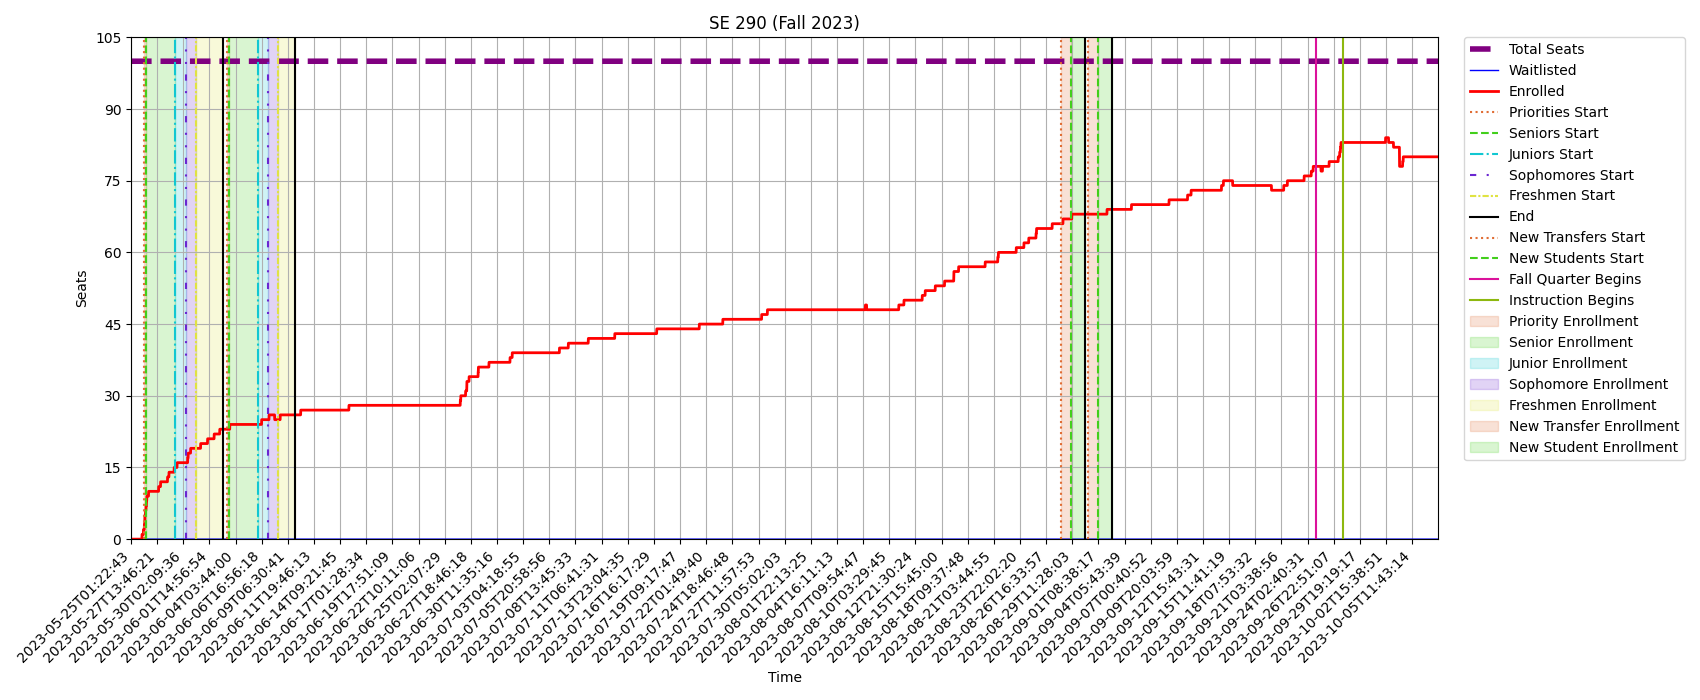 SE 290 (Fall 2023)
105
90
75
60
45
30
15
0
Seats
2023-05-25T01:22:43
2023-05-27T13:46:21
2023-05-30T02:09:36
2023-06-01T14:56:54
2023-06-04T03:44:00
2023-06-06T16:56:18
2023-06-09T06:30:41
2023-06-11T19:46:13
2023-06-14T09:21:45
2023-06-17T01:28:34
2023-06-19T17:51:09
2023-06-22T10:11:06
2023-06-25T02:07:29
2023-06-27T18:46:18
2023-06-30T11:35:16
2023-07-03T04:18:55
2023-07-05T20:58:56
2023-07-08T13:45:33
2023-07-11T06:41:31
2023-07-13T23:04:35
2023-07-16T16:17:29
2023-07-19T09:17:47
2023-07-22T01:49:40
2023-07-24T18:46:48
2023-07-27T11:57:53
2023-07-30T05:02:03
2023-08-01T22:13:25
2023-08-04T16:11:13
2023-08-07T09:54:47
2023-08-10T03:29:45
2023-08-12T21:30:24
2023-08-15T15:45:00
2023-08-18T09:37:48
2023-08-21T03:44:55
2023-08-23T22:02:20
2023-08-26T16:33:57
2023-08-29T11:28:03
2023-09-01T08:38:17
2023-09-04T05:43:39
2023-09-07T00:40:52
2023-09-09T20:03:59
2023-09-12T15:43:31
2023-09-15T11:41:19
2023-09-18T07:53:32
2023-09-21T03:38:56
2023-09-24T02:40:31
2023-09-26T22:51:07
2023-09-29T19:19:17
2023-10-02T15:38:51
2023-10-05T11:43:14
Time
Total Seats
Waitlisted
Enrolled
Priorities Start
Seniors Start
Juniors Start
Sophomores Start
Freshmen Start
End
New Transfers Start
New Students Start
Fall Quarter Begins
Instruction Begins
Priority Enrollment
Senior Enrollment
Junior Enrollment
Sophomore Enrollment
Freshmen Enrollment
New Transfer Enrollment
New Student Enrollment